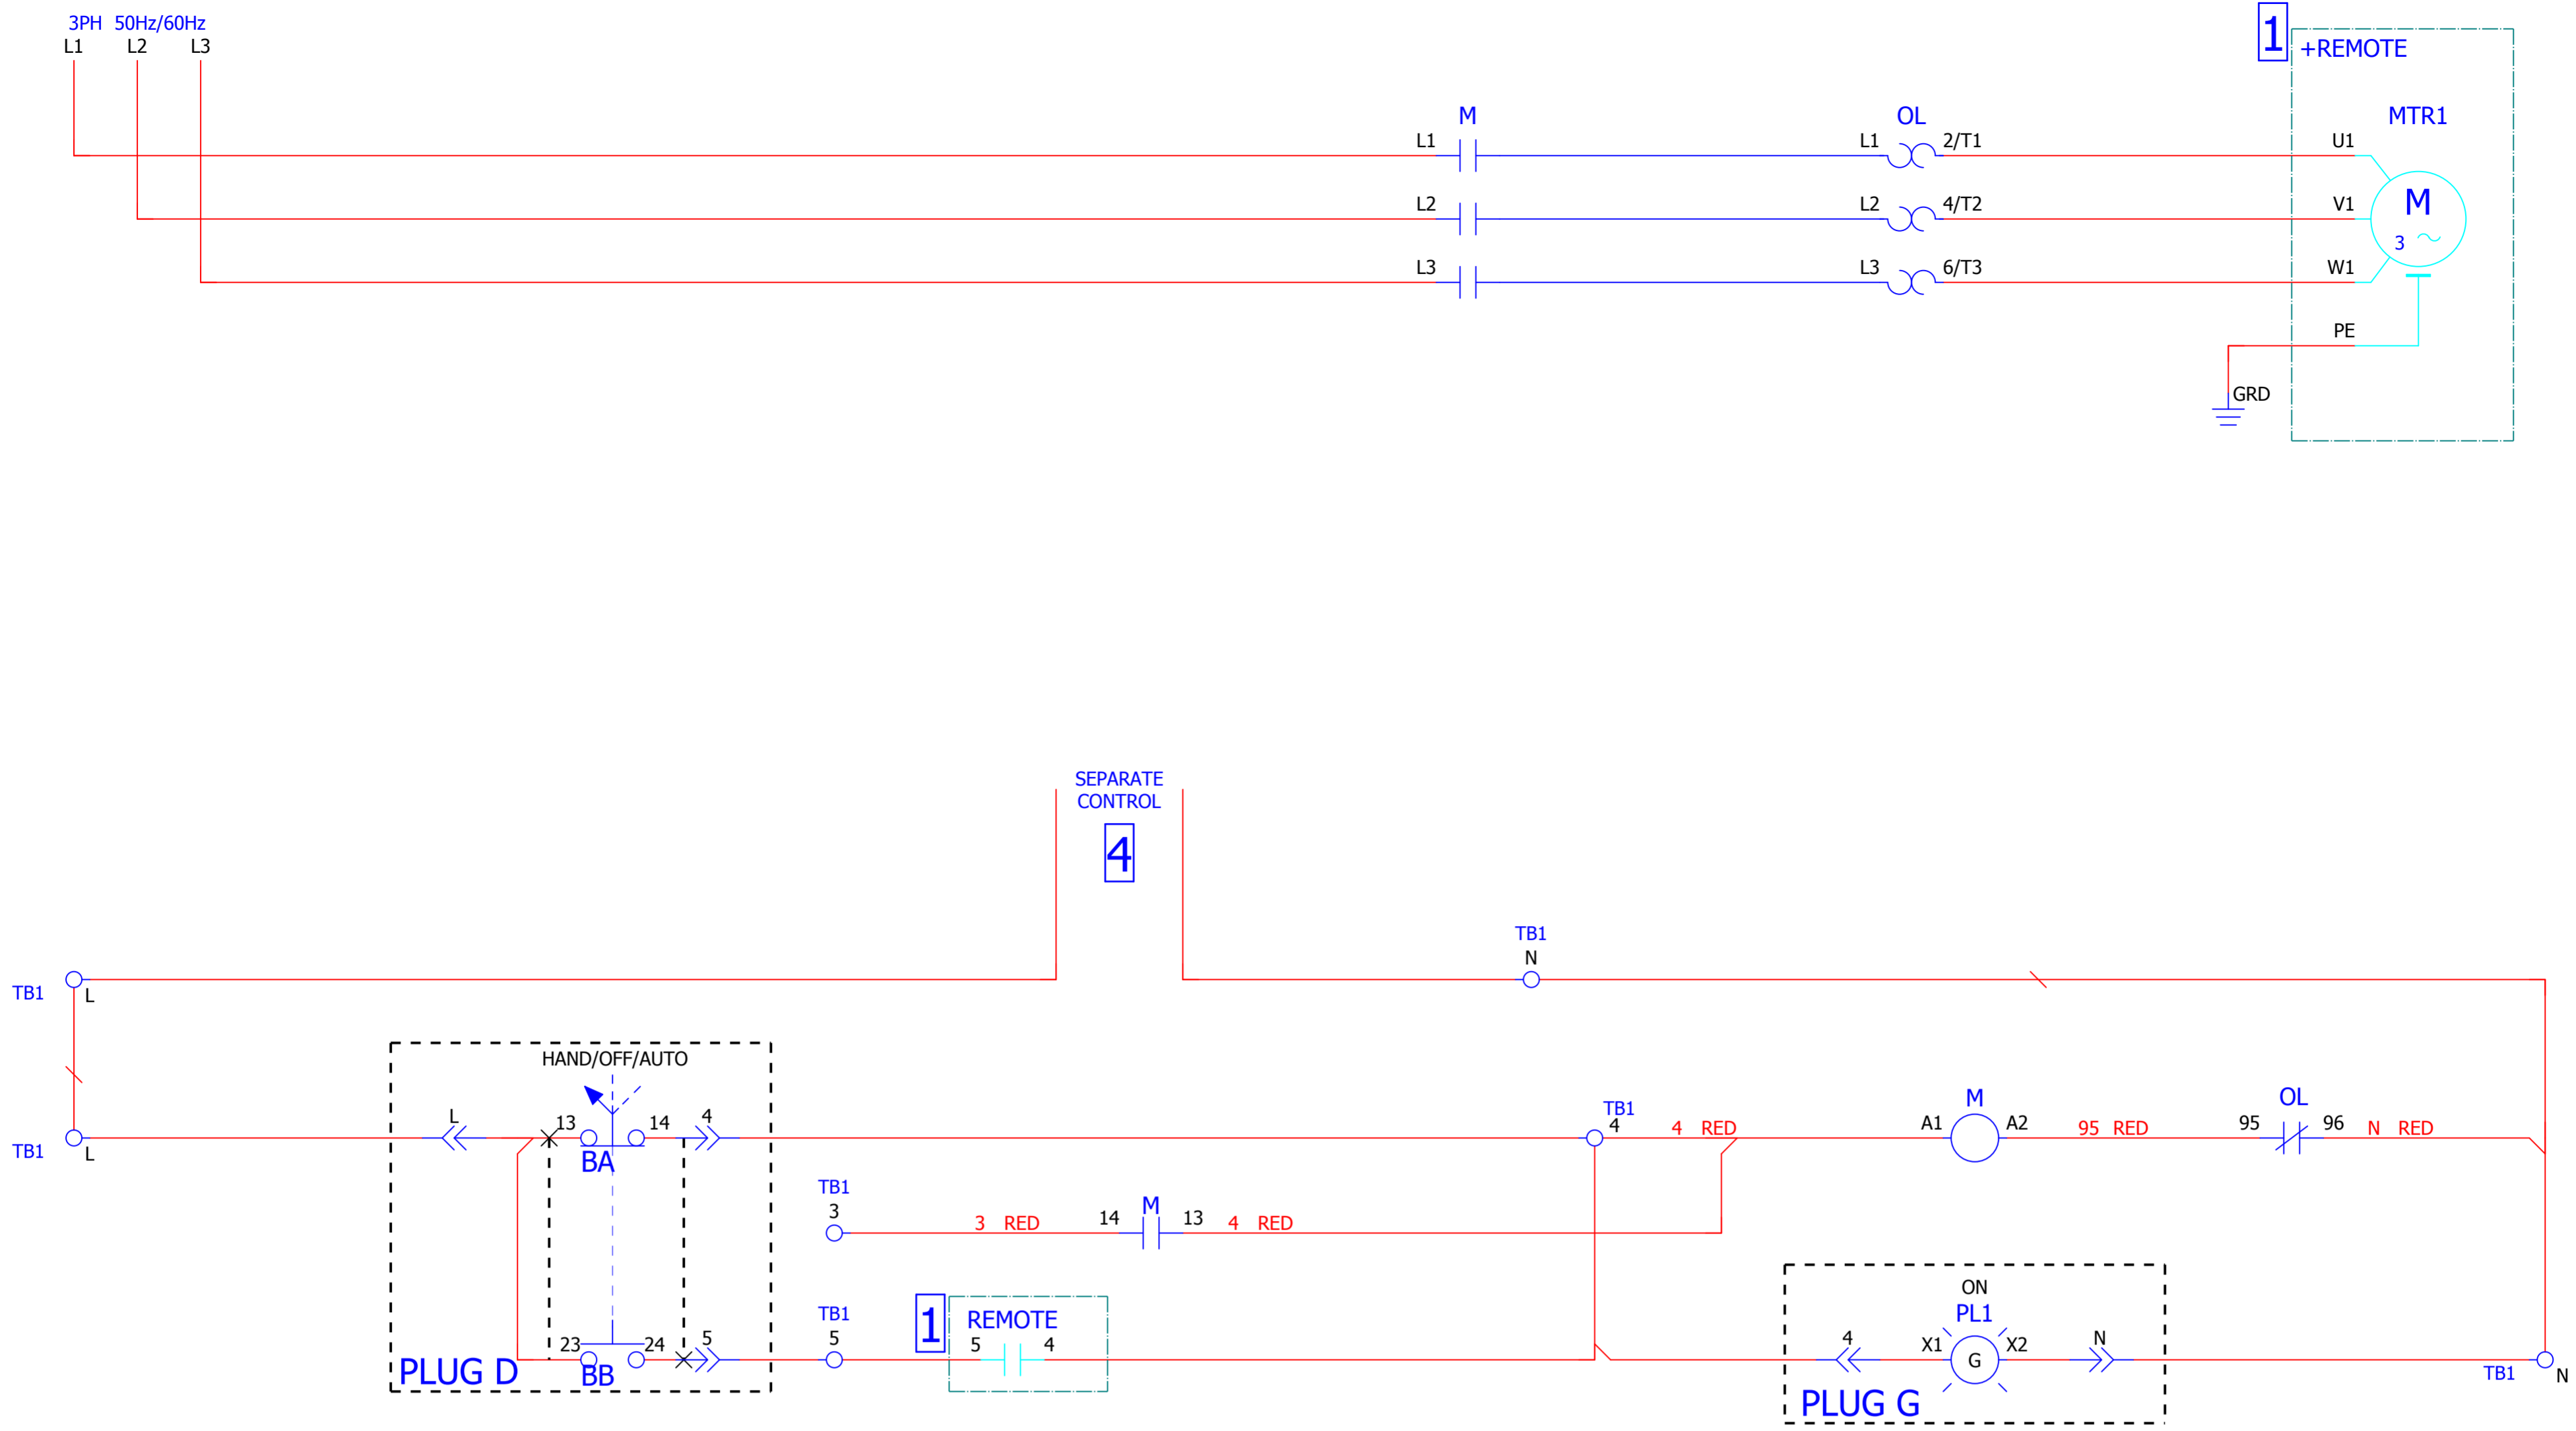 3PH 50Hz/60Hz
L1 L2 L3
1
+REMOTE
M OL MTR1
L1 L1 2/T1 U1
L2 L2 4/T2 V1
M
3
L3 L3 6/T3 W1
PE
GRD
SEPARATE
CONTROL
4
TB1
N
TB1 L
HAND/OFF/AUTO
L 13 14 4
TB1 L
BA
TB1
4
4 RED
M
A1 A2
95 RED
OL
95 96
N RED
TB1
3
3 RED
14 M 13
4 RED
TB1
5
1
REMOTE
5 4
23 24 5
BB
PLUG D
ON
PL1
4 X1 G X2 N
PLUG G
TB1 N